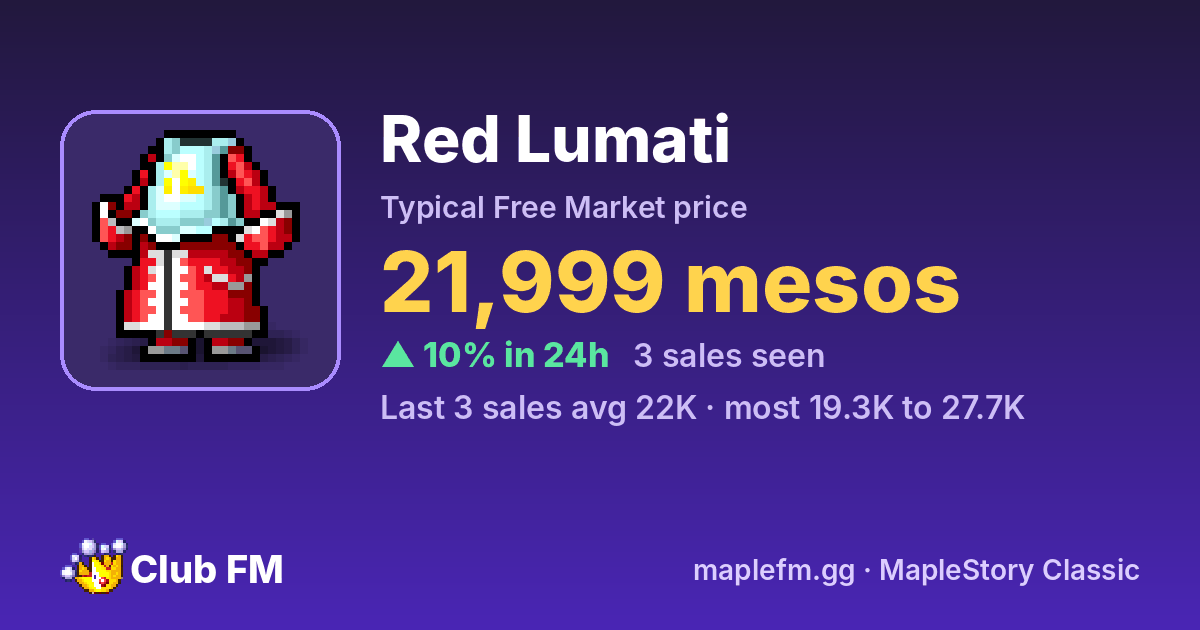 Red Lumati
Typical Free Market price
21,999 mesos
▲ 10% in 24h 3 sales seen
Last 3 sales avg 22K · most 19.3K to 27.7K
Club FM
maplefm.gg · MapleStory Classic